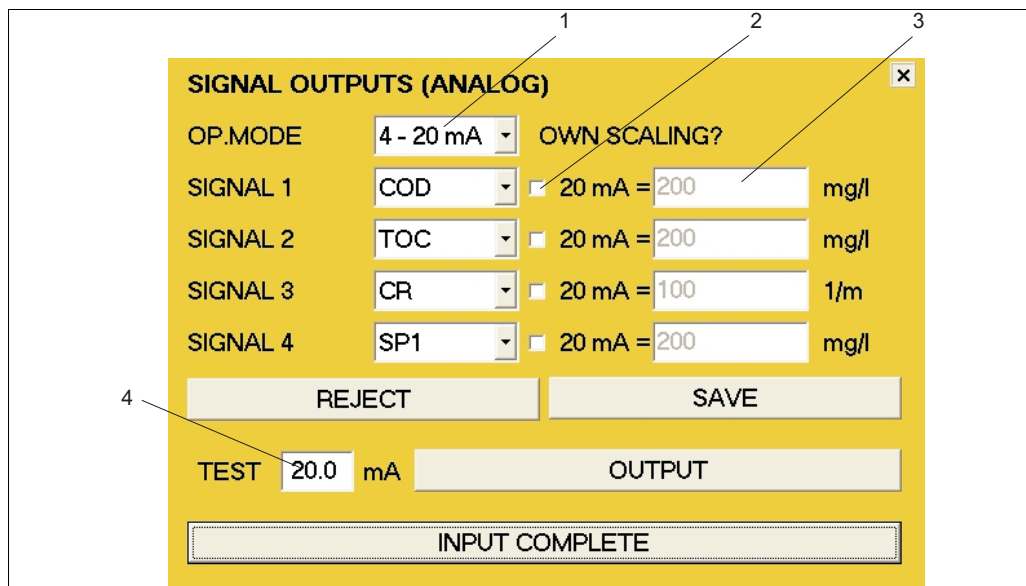 1 2 3
SIGNAL OUTPUTS (ANALOG)
OP.MODE 4 - 20 mA OWN SCALING?
SIGNAL 1 COD 20 mA = 200 mg/l
SIGNAL 2 TOC 20 mA = 200 mg/l
SIGNAL 3 CR 20 mA = 100 1/m
SIGNAL 4 SP1 20 mA = 200 mg/l
REJECT SAVE
4
TEST 20.0 mA OUTPUT
INPUT COMPLETE